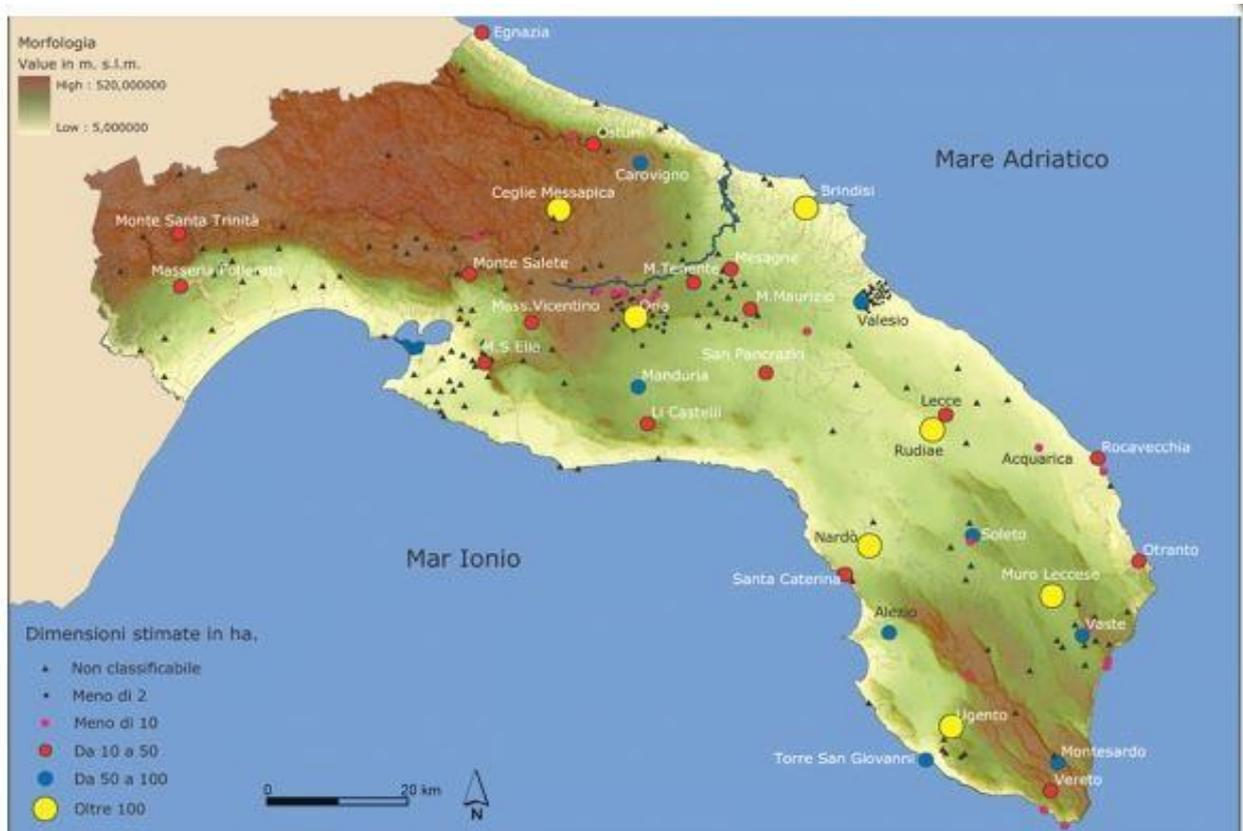 Egnazia
Morfologia
Value in m. s.l.m.
High : 520,000000
Low : 5,000000
Ostuni
Mare Adriatico
Carovigno
Ceglie Messapica
Brindisi
Monte Santa Trinità
Mesagne
Masseria Pollerata
Monte Salete
M.Tenente
Mass.Vicentino
Oria
M.Maurizio
Valesio
San Pancrazio
M.S.Elia
Manduria
Lecce
Li Castelli
Rudiae
Acquarica
Rocavecchia
Nardò
Soleto
Mar Ionio
Otranto
Santa Caterina
Muro Leccese
Alezio
Vaste
Dimensioni stimate in ha.
Non classificabile
Meno di 2
Meno di 10
Da 10 a 50
Da 50 a 100
Oltre 100
Ugento
Torre San Giovanni
Montesardo
Vereto
0 20 km
N